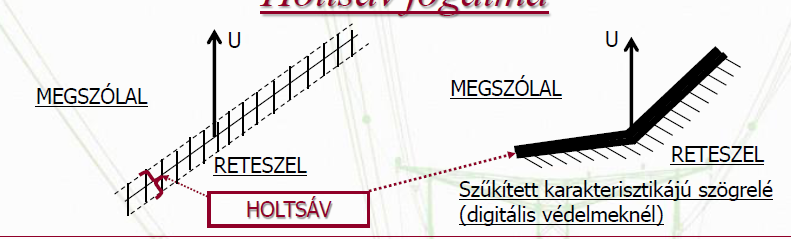 Holtsáv fogalma
U
MEGSZÓLAL
RETESZEL
HOLTSÁV
U
MEGSZÓLAL
RETESZEL
Szűkített karakterisztikájú szögrelé
(digitális védelmeknél)